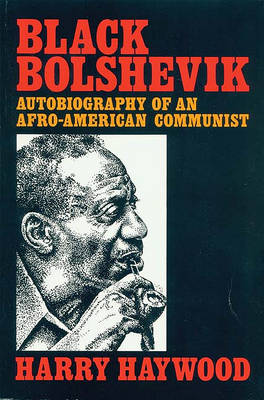 BLACK
BOLSHEVIK
AUTOBIOGRAPHY OF AN
AFRO-AMERICAN COMMUNIST
HARRY HAYWOOD